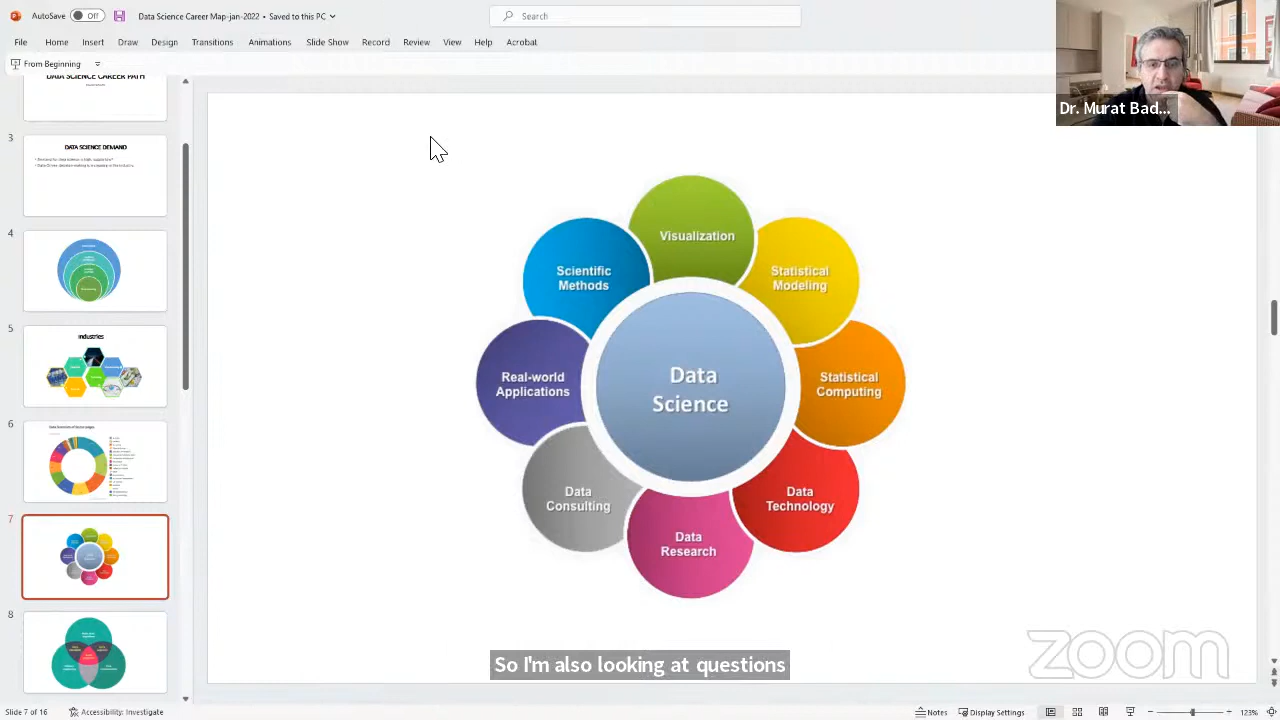 AutoSave Off Data Science Career Map-jan-2022 • Saved to this PC
Search
File Home Insert Draw Design Transitions Animations Slide Show Record Review View Help Acrobat
From Beginning
Dr. Murat Bad...
DATA SCIENCE CAREER PATH
3
DATA SCIENCE DEMAND
4
5
Industries
6
7
8
Visualization
Scientific
Methods
Statistical
Modeling
Real-world
Applications
Data
Science
Statistical
Computing
Data
Consulting
Data
Technology
Data
Research
So I'm also looking at questions
zoom
Slide 7 of 16 Accessibility: Investigate Notes Display Settings 123%